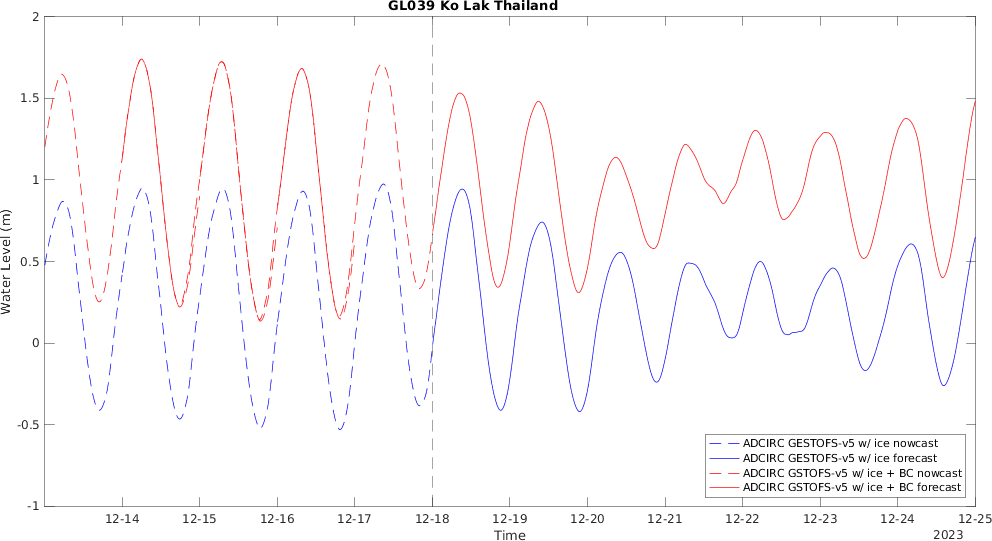 GL039 Ko Lak Thailand
2
1.5
1
0.5
0
-0.5
-1
Water Level (m)
ADCIRC GESTOFS-v5 w/ ice nowcast
ADCIRC GESTOFS-v5 w/ ice forecast
ADCIRC GSTOFS-v5 w/ ice + BC nowcast
ADCIRC GSTOFS-v5 w/ ice + BC forecast
12-14 12-15 12-16 12-17 12-18 12-19 12-20 12-21 12-22 12-23 12-24 12-25
Time
2023